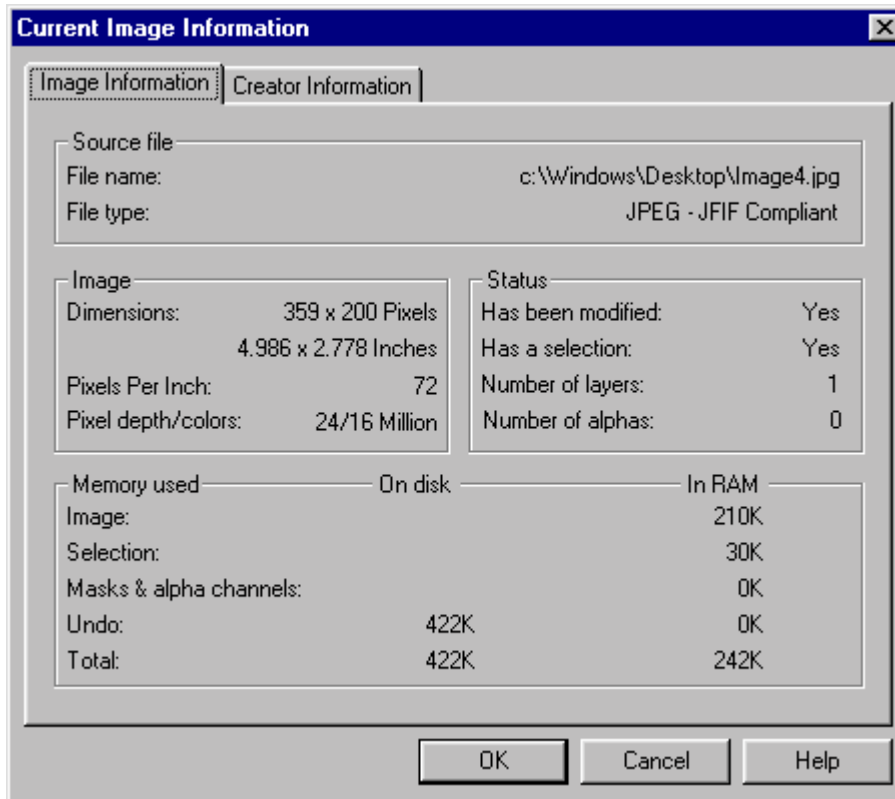 Current Image Information
Image Information Creator Information
Source file
File name: c:\Windows\Desktop\Image4.jpg
File type: JPEG - JFIF Compliant
Image
Dimensions: 359 x 200 Pixels
4.986 x 2.778 Inches
Pixels Per Inch: 72
Pixel depth/colors: 24/16 Million
Status
Has been modified: Yes
Has a selection: Yes
Number of layers: 1
Number of alphas: 0
Memory used On disk In RAM
Image: 210K
Selection: 30K
Masks & alpha channels: 0K
Undo: 422K 0K
Total: 422K 242K
OK Cancel Help